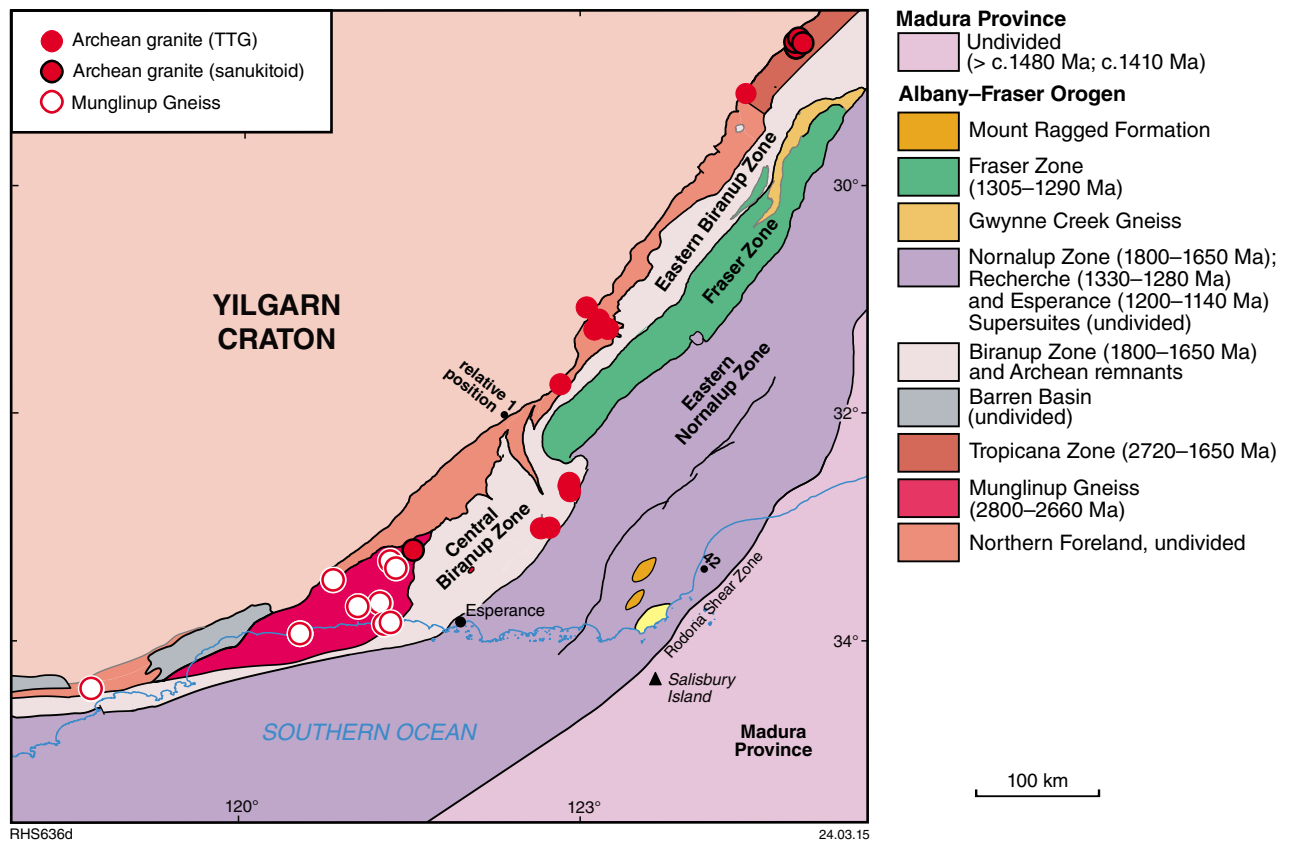 Archean granite (TTG)
Archean granite (sanukitoid)
Munglinup Gneiss
YILGARN
CRATON
Eastern Biranup Zone
Fraser Zone
30°
relative 1
position
Eastern
Nornalup Zone
32°
Central
Biranup Zone
42
Esperance
Rodona Shear Zone
34°
Salisbury
Island
SOUTHERN OCEAN
Madura
Province
120°
123°
RHS636d
24.03.15
Madura Province
Undivided
(> c.1480 Ma; c.1410 Ma)
Albany–Fraser Orogen
Mount Ragged Formation
Fraser Zone
(1305–1290 Ma)
Gwynne Creek Gneiss
Nornalup Zone (1800–1650 Ma);
Recherche (1330–1280 Ma)
and Esperance (1200–1140 Ma)
Supersuites (undivided)
Biranup Zone (1800–1650 Ma)
and Archean remnants
Barren Basin
(undivided)
Tropicana Zone (2720–1650 Ma)
Munglinup Gneiss
(2800–2660 Ma)
Northern Foreland, undivided
100 km